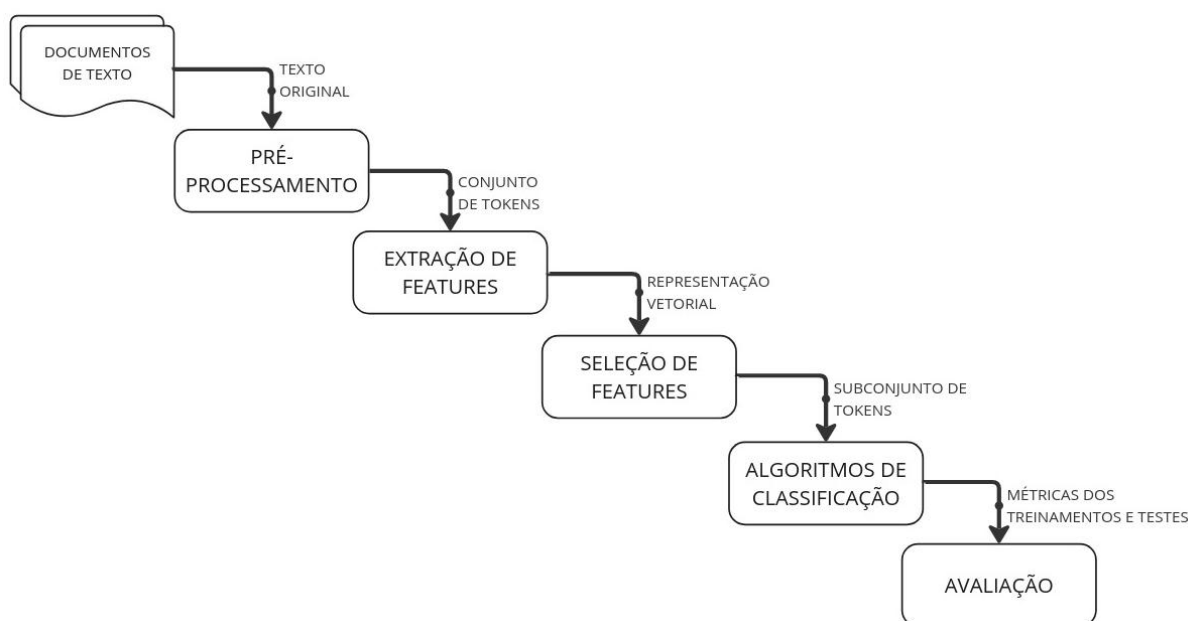 DOCUMENTOS
DE TEXTO
TEXTO
ORIGINAL
PRÉ-
PROCESSAMENTO
CONJUNTO
DE TOKENS
EXTRAÇÃO DE
FEATURES
REPRESENTAÇÃO
VETORIAL
SELEÇÃO DE
FEATURES
SUBCONJUNTO DE
TOKENS
ALGORITMOS DE
CLASSIFICAÇÃO
MÉTRICAS DOS
TREINAMENTOS E TESTES
AVALIAÇÃO